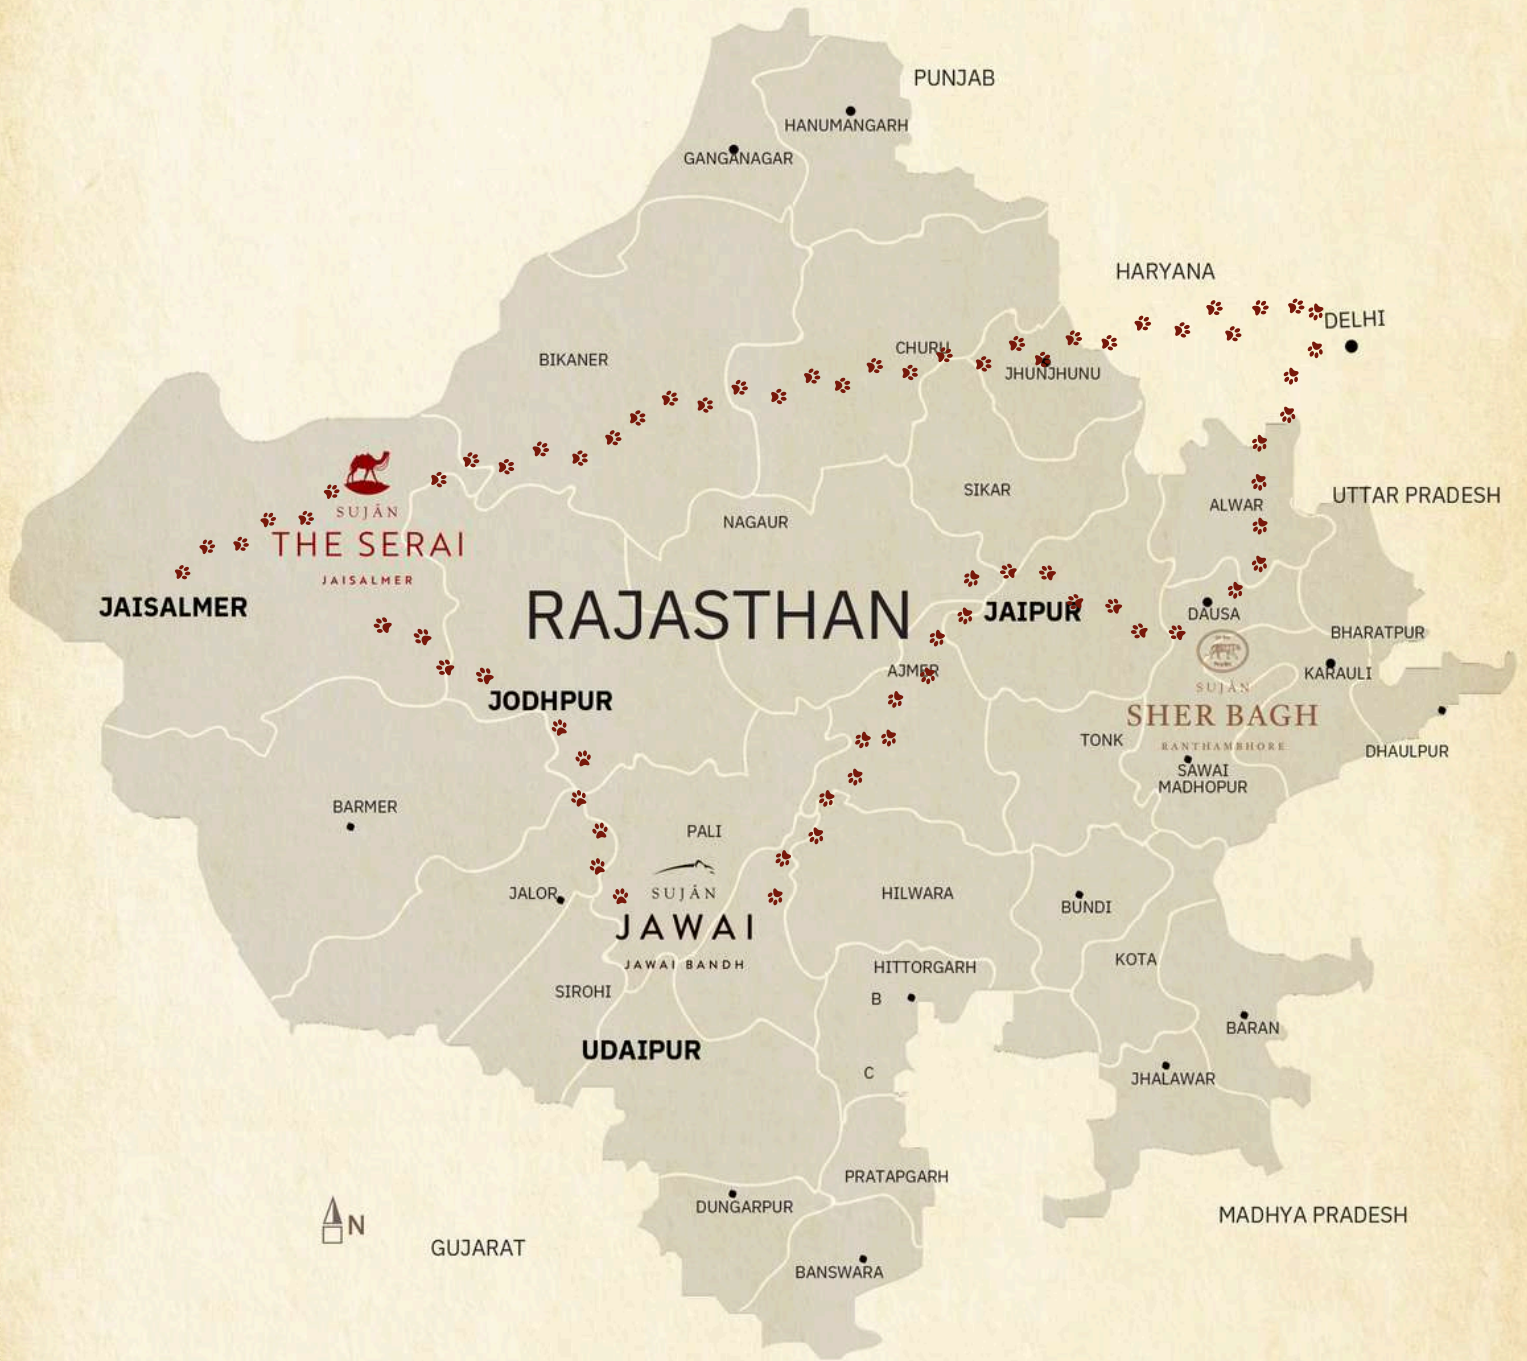 PUNJAB
HANUMANGARH
GANGANAGAR
HARYANA
DELHI
CHURU
BIKANER
JHUNJHUNU
SIKAR
UTTAR PRADESH
ALWAR
SUJÁN
THE SERAI
JAISALMER
NAGAUR
JAISALMER
RAJASTHAN
JAIPUR
DAUSA
BHARATPUR
AJMER
KARAULI
SUJÁN
SHER BAGH
RANTHAMBHORE
JODHPUR
TONK
DHAULPUR
SAWAI
MADHOPUR
BARMER
PALI
JALOR
SUJÁN
JAWAI
JAWAI BANDH
HILWARA
BUNDI
KOTA
HITTORGARH
SIROHI
B
BARAN
UDAIPUR
C
JHALAWAR
PRATAPGARH
DUNGARPUR
MADHYA PRADESH
N
GUJARAT
BANSWARA